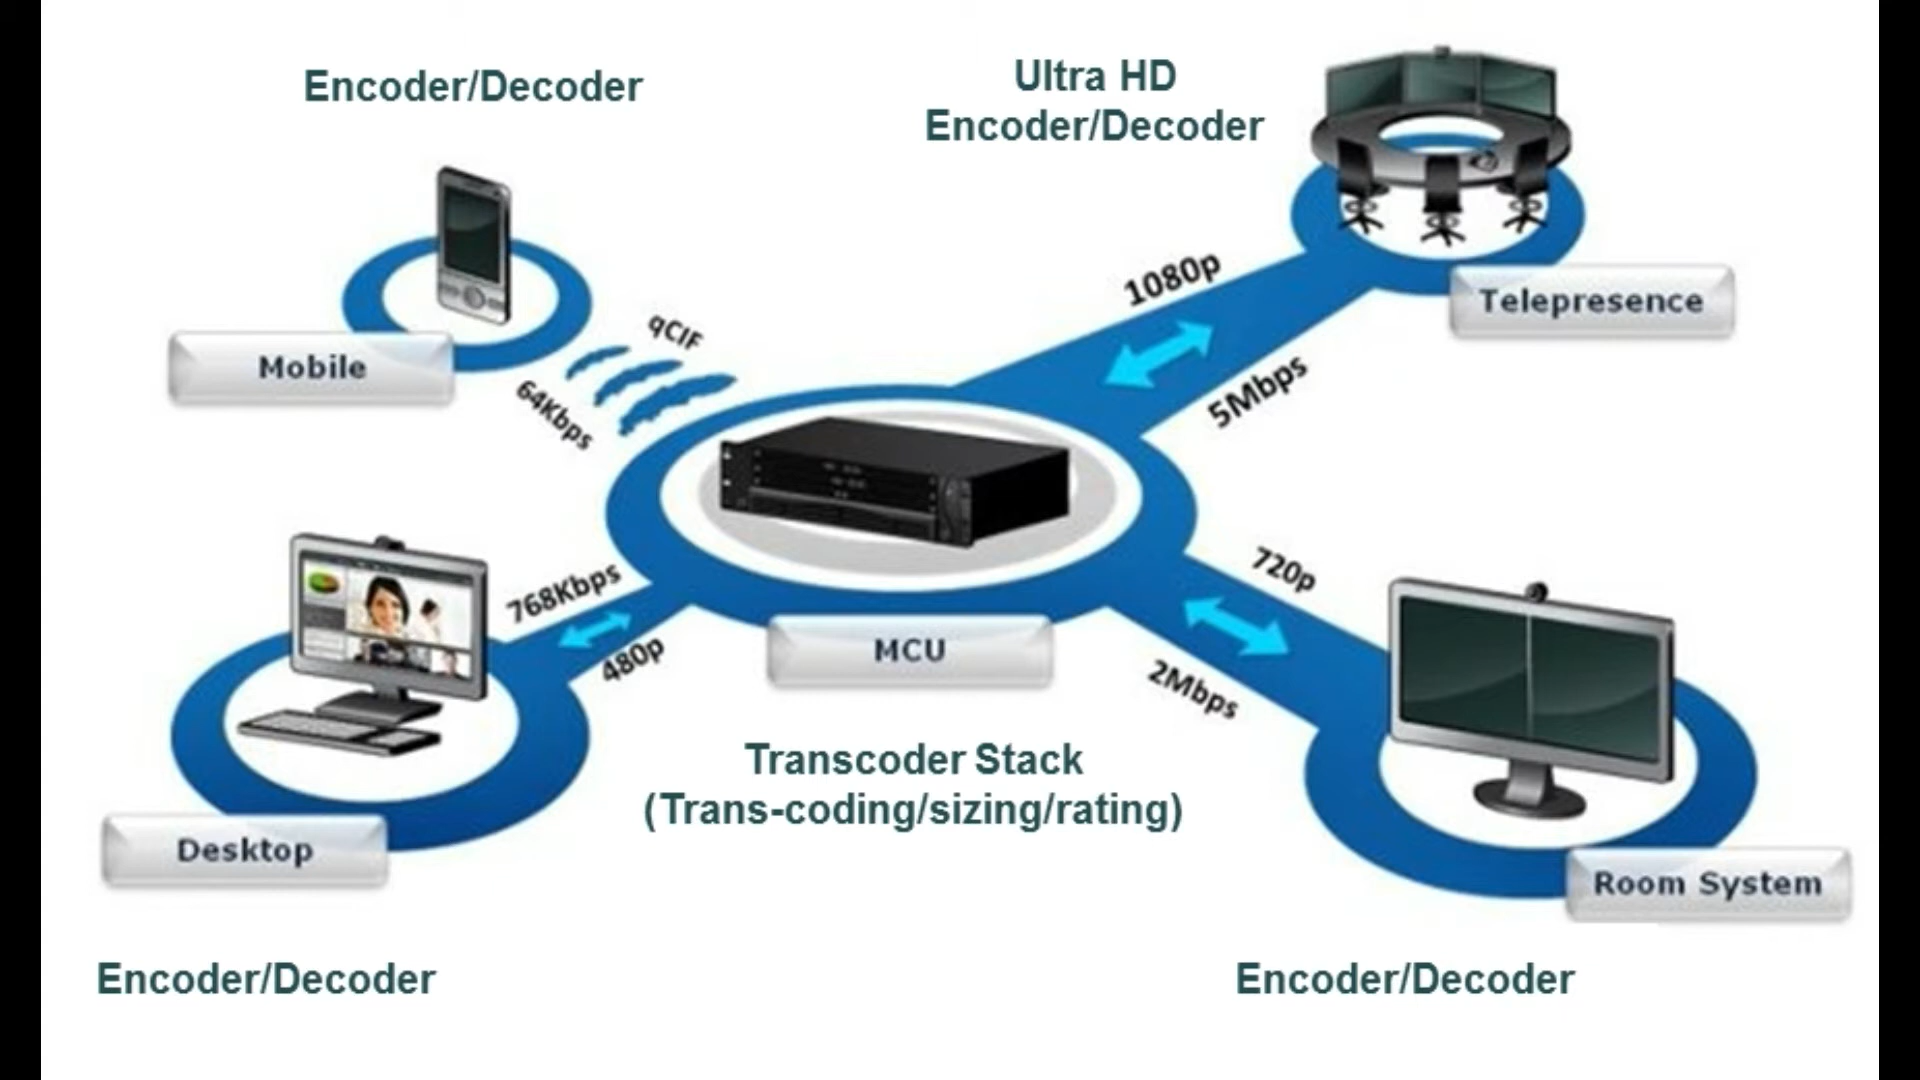 Encoder/Decoder
Ultra HD
Encoder/Decoder
1080p
Telepresence
qCIF
Mobile
64Kbps
5Mbps
768Kbps
720p
480p
MCU
2Mbps
Transcoder Stack
(Trans-coding/sizing/rating)
Desktop
Room System
Encoder/Decoder
Encoder/Decoder